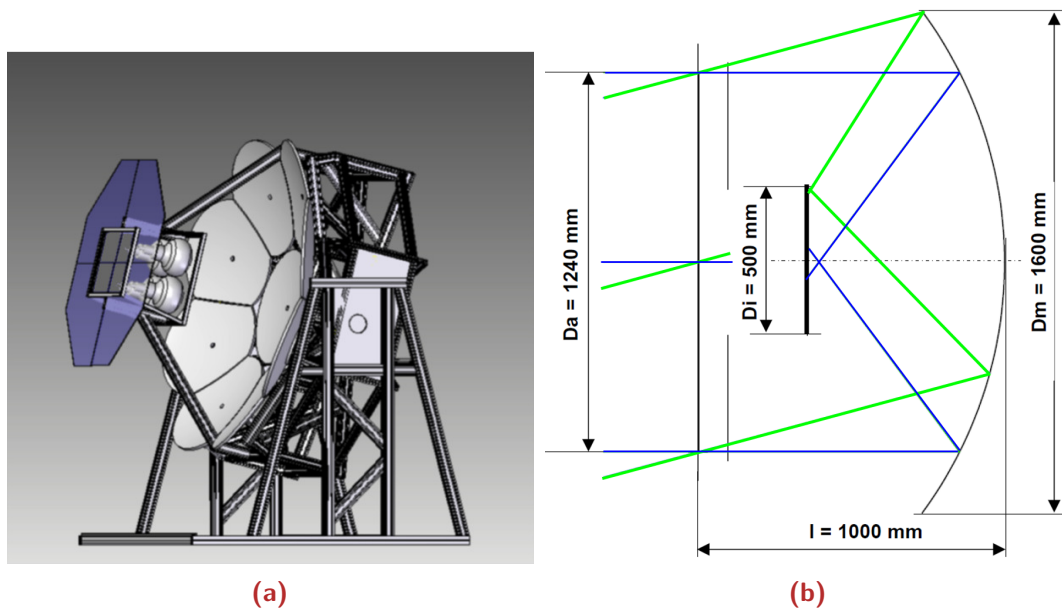 Da = 1240 mm
Di = 500 mm
Dm = 1600 mm
l = 1000 mm
(a)
(b)